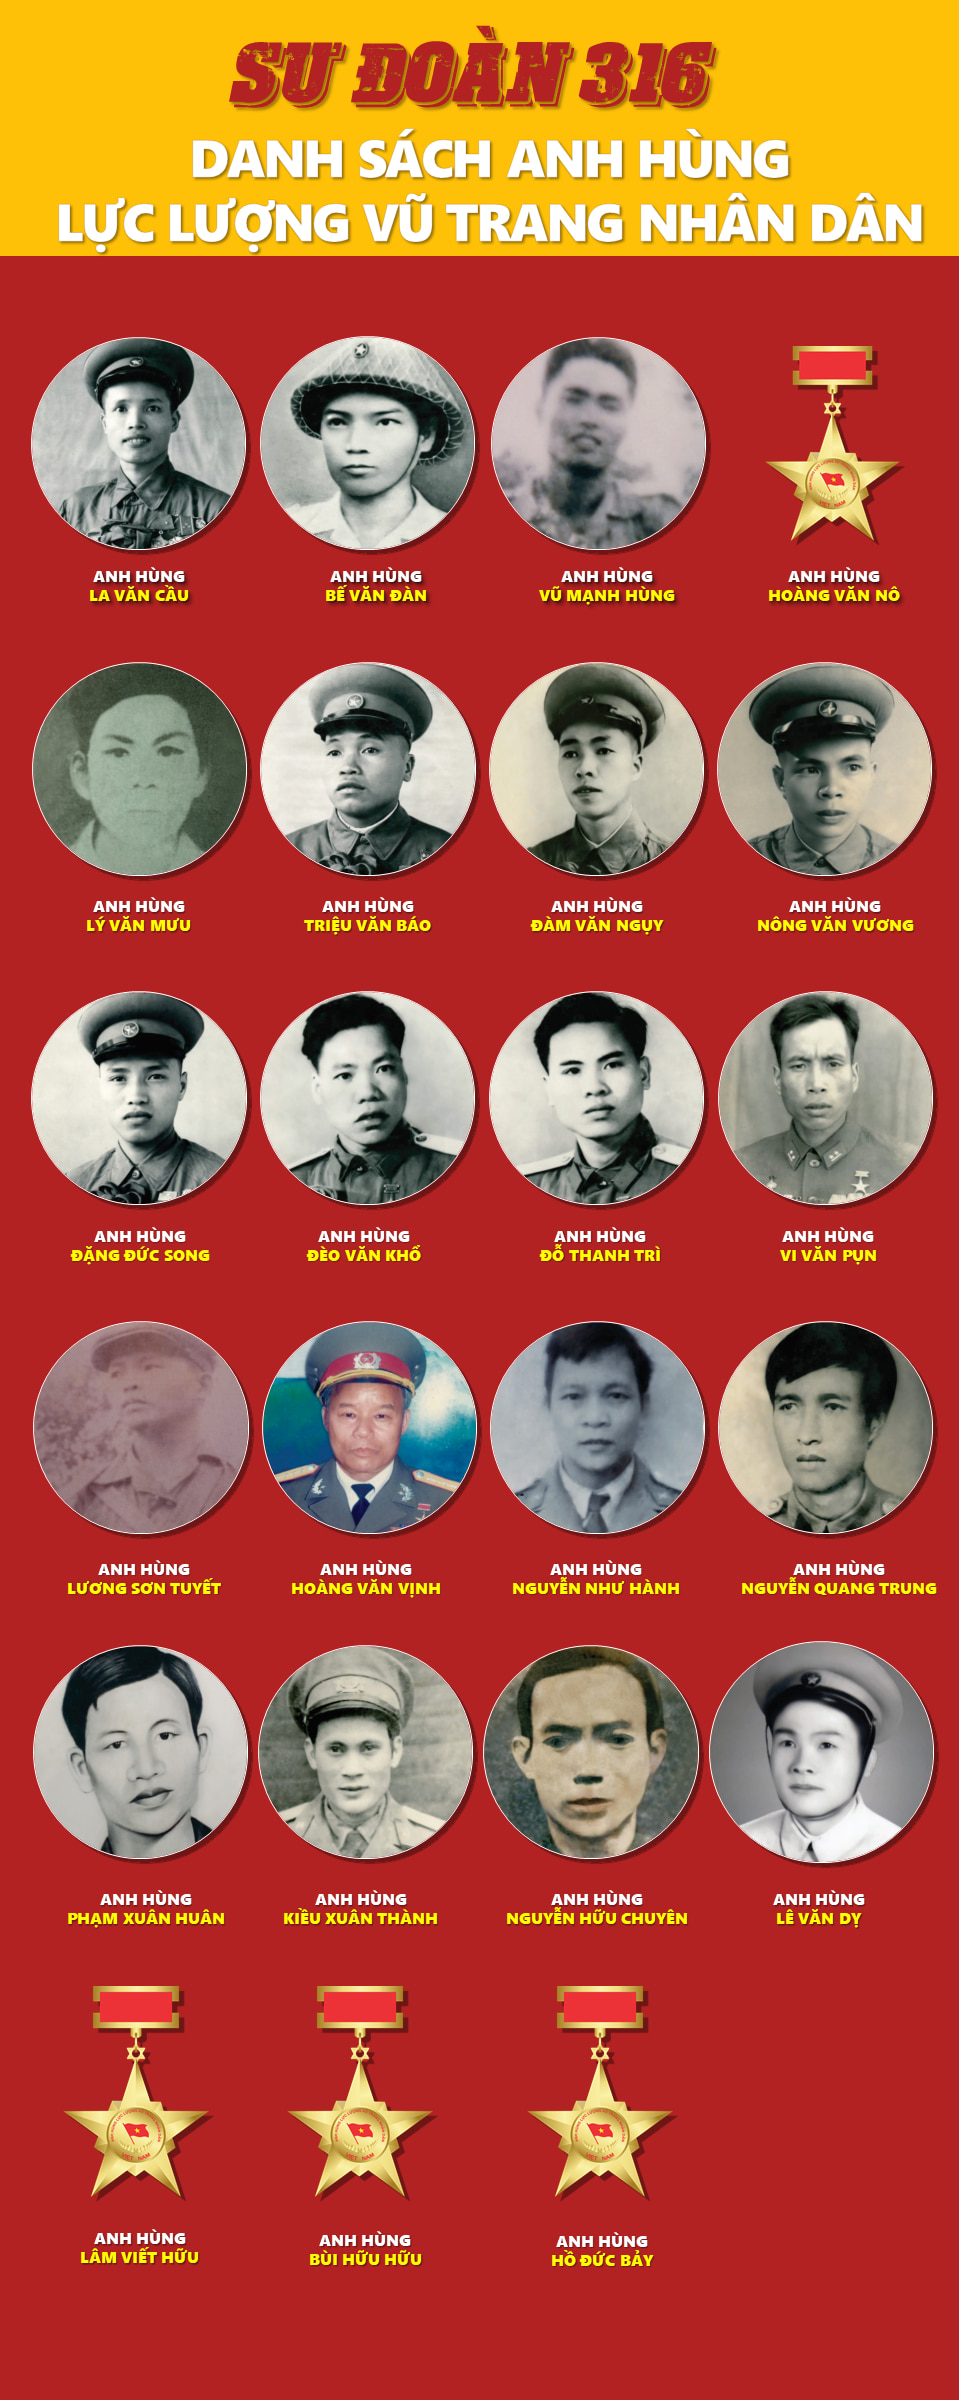 SƯ ĐOÀN 316
DANH SÁCH ANH HÙNG
LỰC LƯỢNG VŨ TRANG NHÂN DÂN
ANH HÙNG
LA VĂN CẦU
ANH HÙNG
BẾ VĂN ĐÀN
ANH HÙNG
VŨ MẠNH HÙNG
ANH HÙNG
HOÀNG VĂN NÔ
ANH HÙNG
LÝ VĂN MƯU
ANH HÙNG
TRIỆU VĂN BÁO
ANH HÙNG
ĐÀM VĂN NGỤY
ANH HÙNG
NÔNG VĂN VƯƠNG
ANH HÙNG
ĐẶNG ĐỨC SONG
ANH HÙNG
ĐÈO VĂN KHỔ
ANH HÙNG
ĐỖ THANH TRÌ
ANH HÙNG
VI VĂN PỤN
ANH HÙNG
LƯƠNG SƠN TUYẾT
ANH HÙNG
HOÀNG VĂN VỊNH
ANH HÙNG
NGUYỄN NHƯ HÀNH
ANH HÙNG
NGUYỄN QUANG TRUNG
ANH HÙNG
PHẠM XUÂN HUÂN
ANH HÙNG
KIỀU XUÂN THÀNH
ANH HÙNG
NGUYỄN HỮU CHUYÊN
ANH HÙNG
LÊ VĂN DỴ
VIỆT NAM
VIỆT NAM
VIỆT NAM
ANH HÙNG
LÂM VIẾT HỮU
ANH HÙNG
BÙI HỮU HỮU
ANH HÙNG
HỒ ĐỨC BẢY